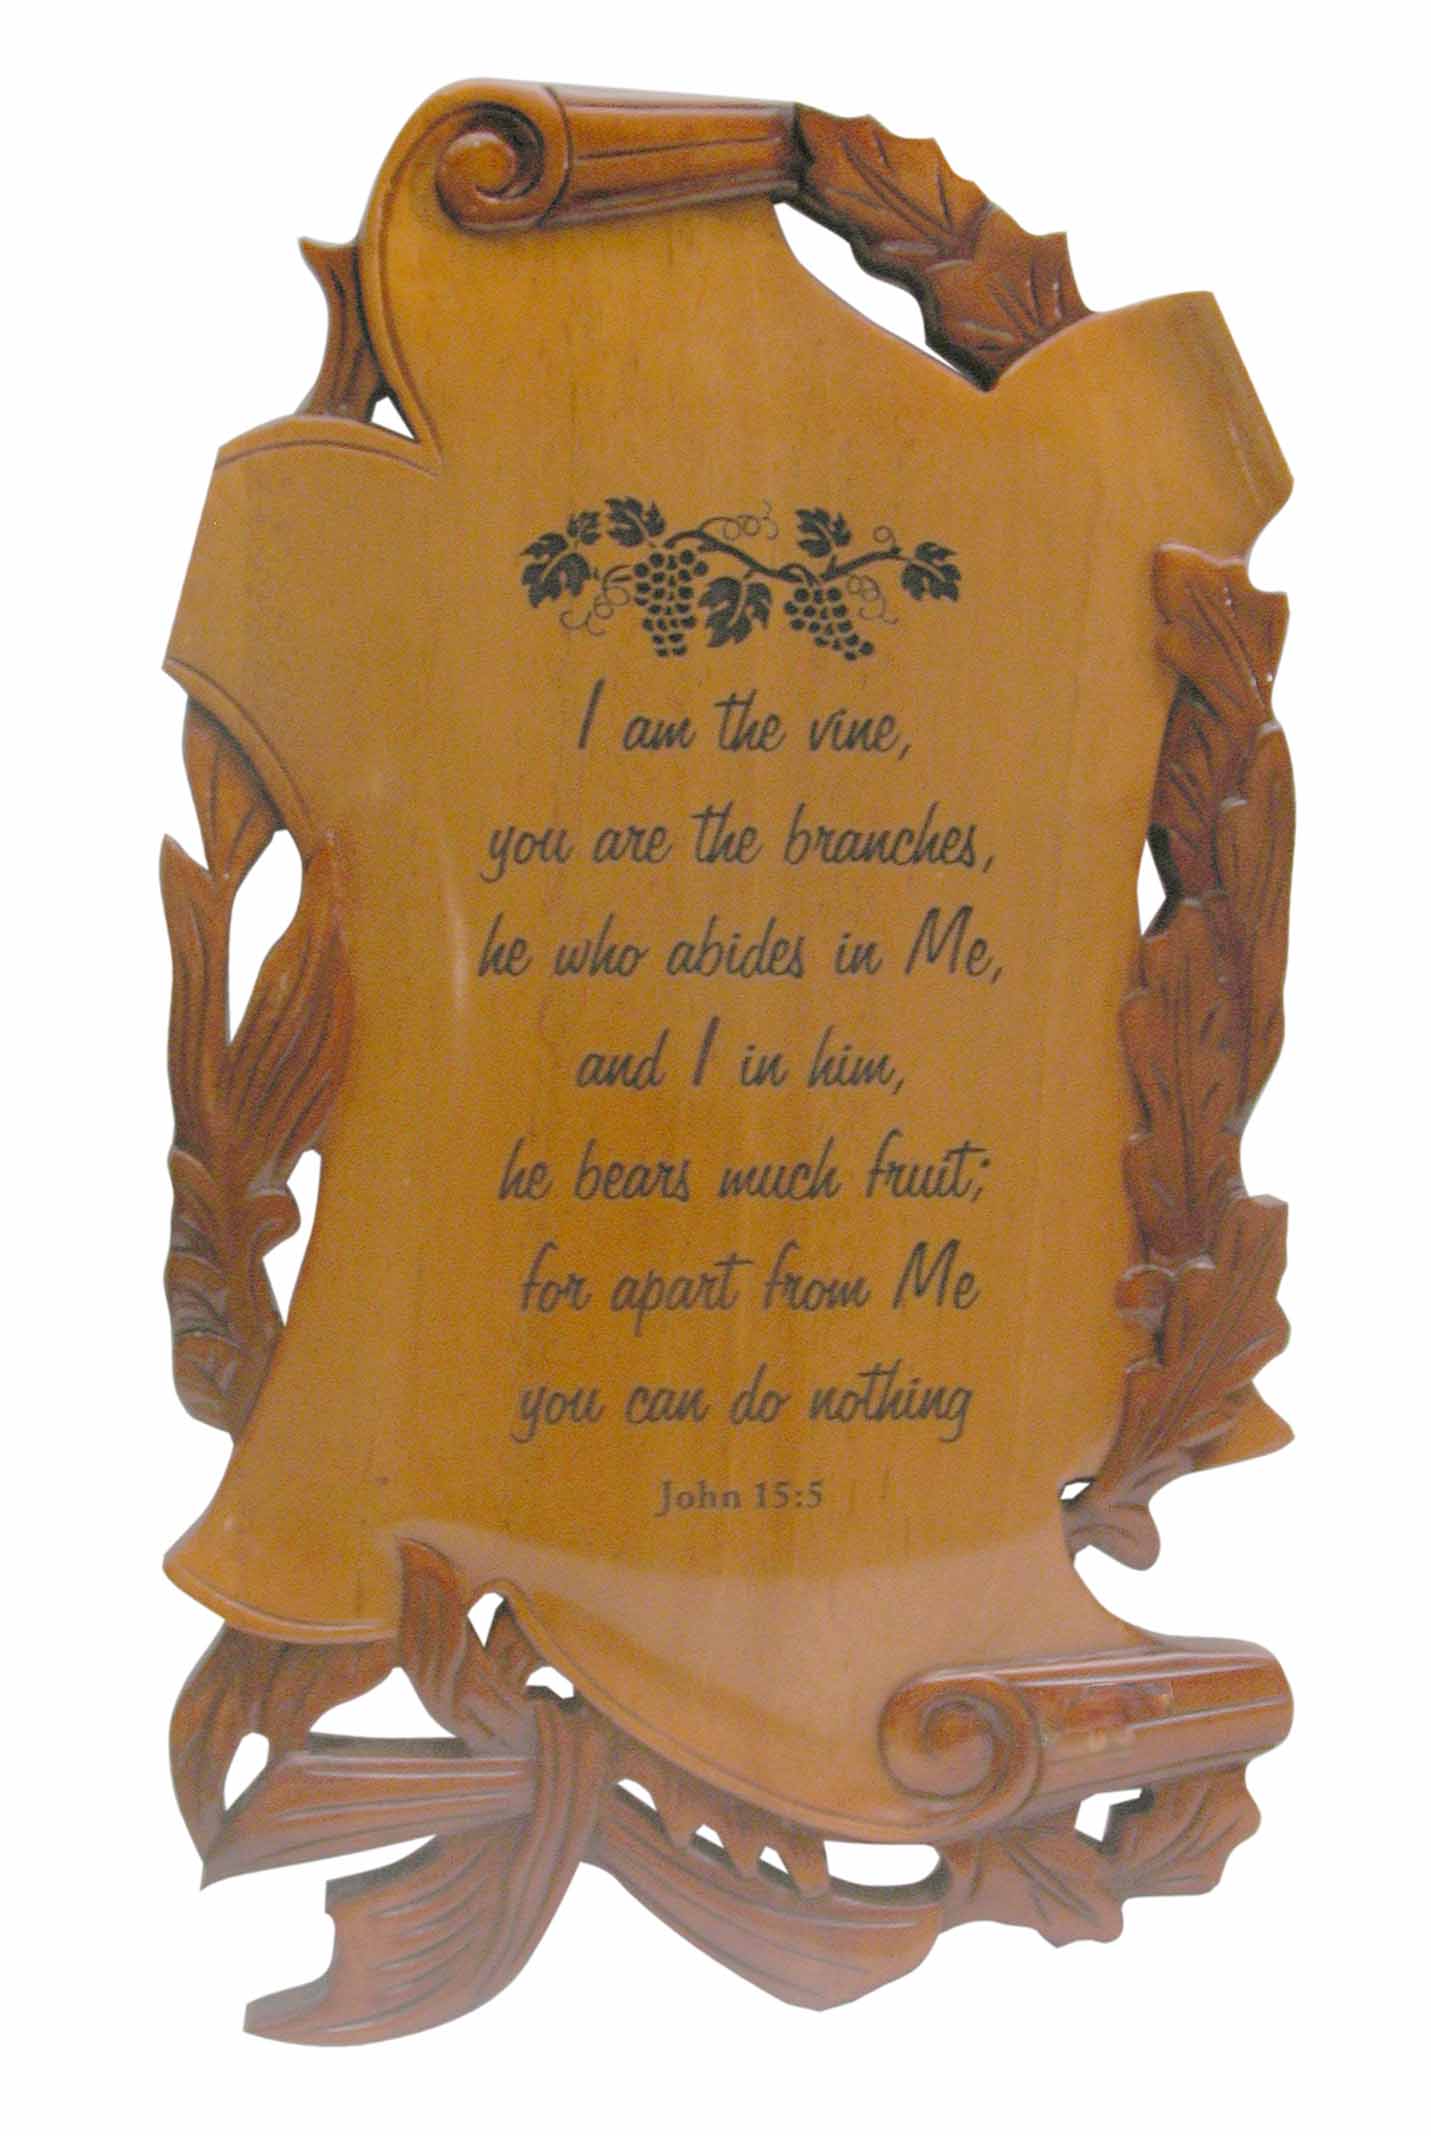 I am the vine,
you are the branches,
he who abides in Me,
and I in him,
he bears much fruit;
for apart from Me
you can do nothing
John 15:5